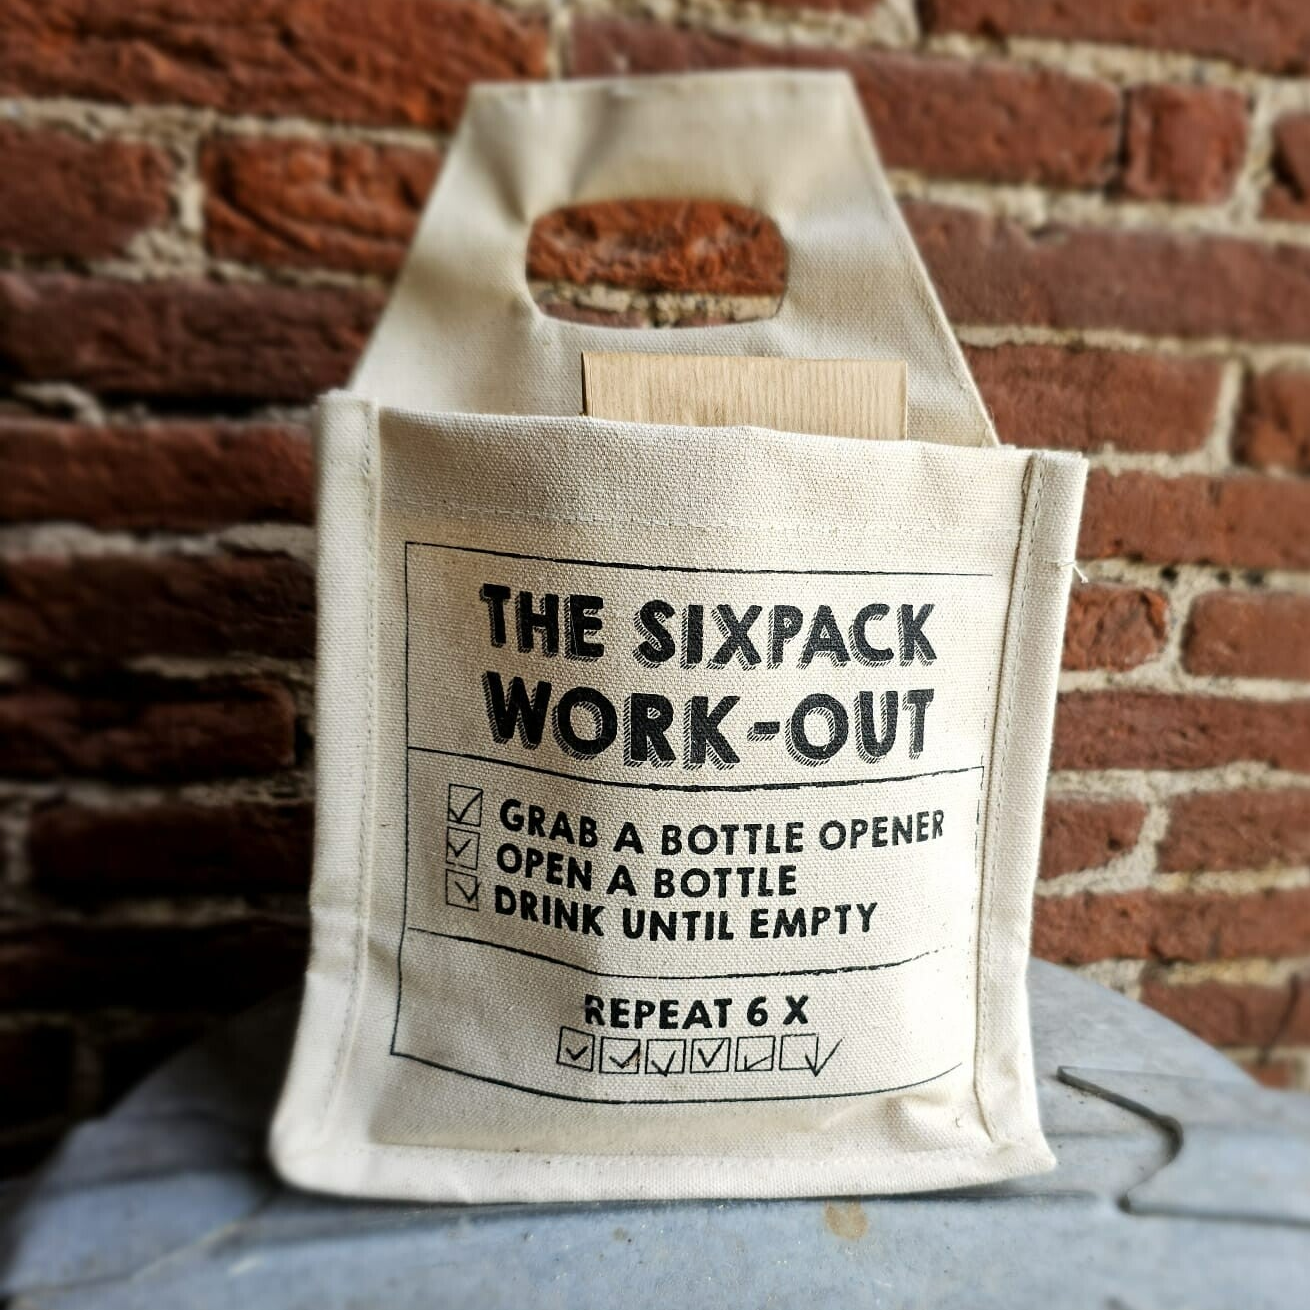 THE SIXPACK
WORK-OUT
GRAB A BOTTLE OPENER
OPEN A BOTTLE
DRINK UNTIL EMPTY
REPEAT 6 X